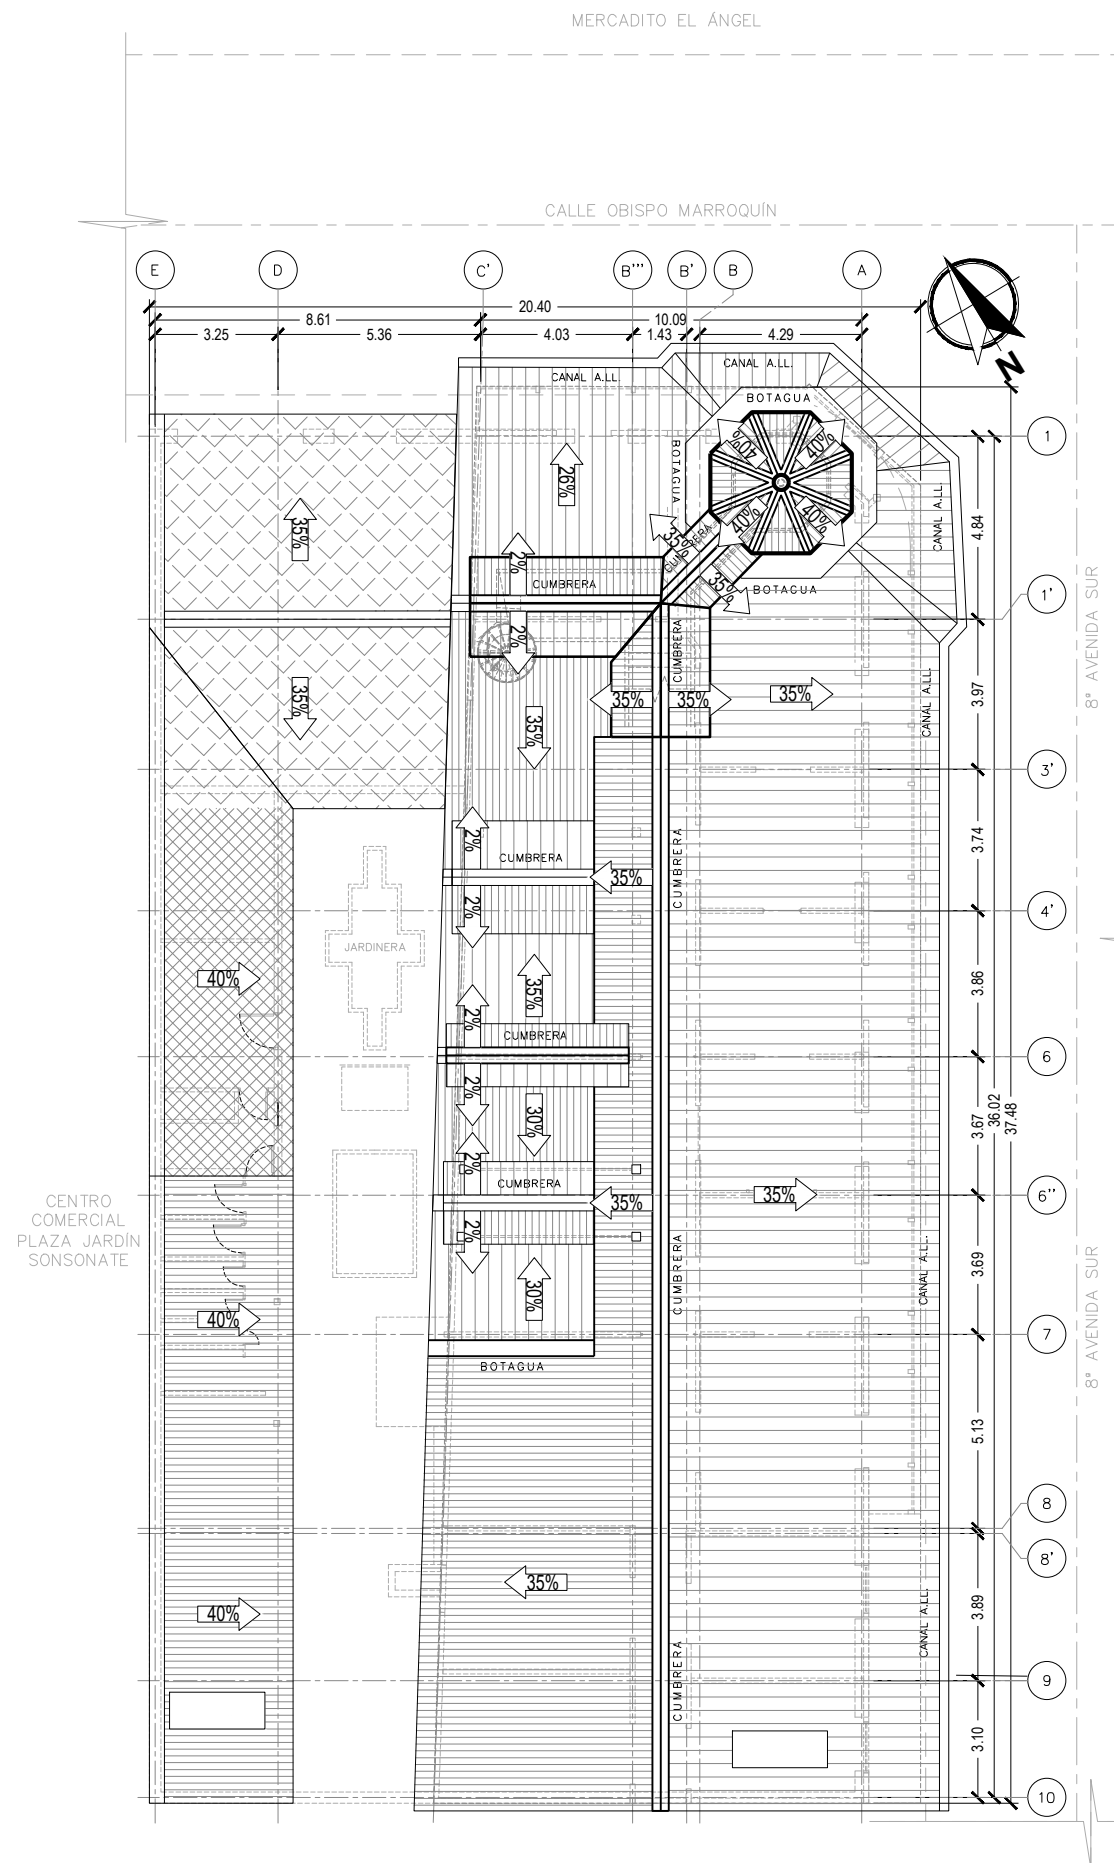 MERCADITO EL ÁNGEL
CALLE OBISPO MARROQUÍN
E
D
C'
B'''
B'
B
A
N
20.40
8.61
10.09
3.25
5.36
4.03
1.43
4.29
CANAL A.LL.
CANAL A.LL.
BOTAGUA
1
40%
40%
26%
BOTAGUA
35%
40%
40%
CANAL A.LL.
4.84
35%
CUMBRERA
2%
CUMBRERA
35%
BOTAGUA
8ª AVENIDA SUR
1'
2%
CUMBRERA
35%
35%
35%
35%
CANAL A.LL.
3.97
35%
3'
2%
CUMBRERA
CUMBRERA
3.74
35%
2%
4'
JARDINERA
40%
35%
3.86
2%
CUMBRERA
6
2%
30%
3.67
36.02
37.48
2%
CUMBRERA
35%
35%
6''
CENTRO
COMERCIAL
PLAZA JARDÍN
SONSONATE
2%
CUMBRERA
CANAL A.LL.
3.69
8ª AVENIDA SUR
30%
40%
7
BOTAGUA
5.13
8
8'
35%
40%
CANAL A.LL.
3.89
CUMBRERA
9
3.10
10